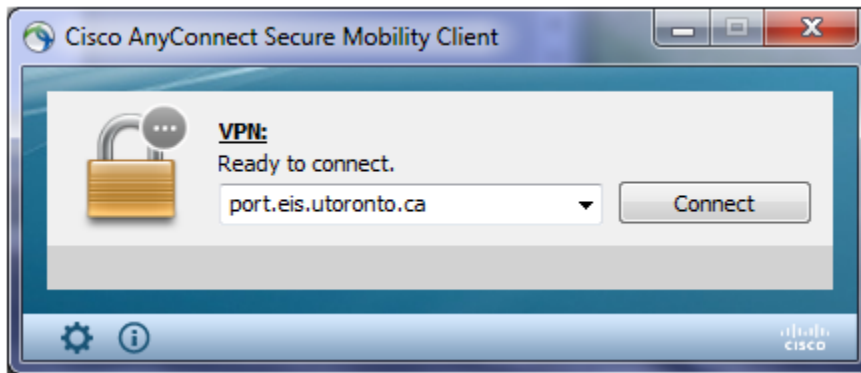 Cisco AnyConnect Secure Mobility Client
VPN:
Ready to connect.
port.eis.utoronto.ca
Connect
CISCO